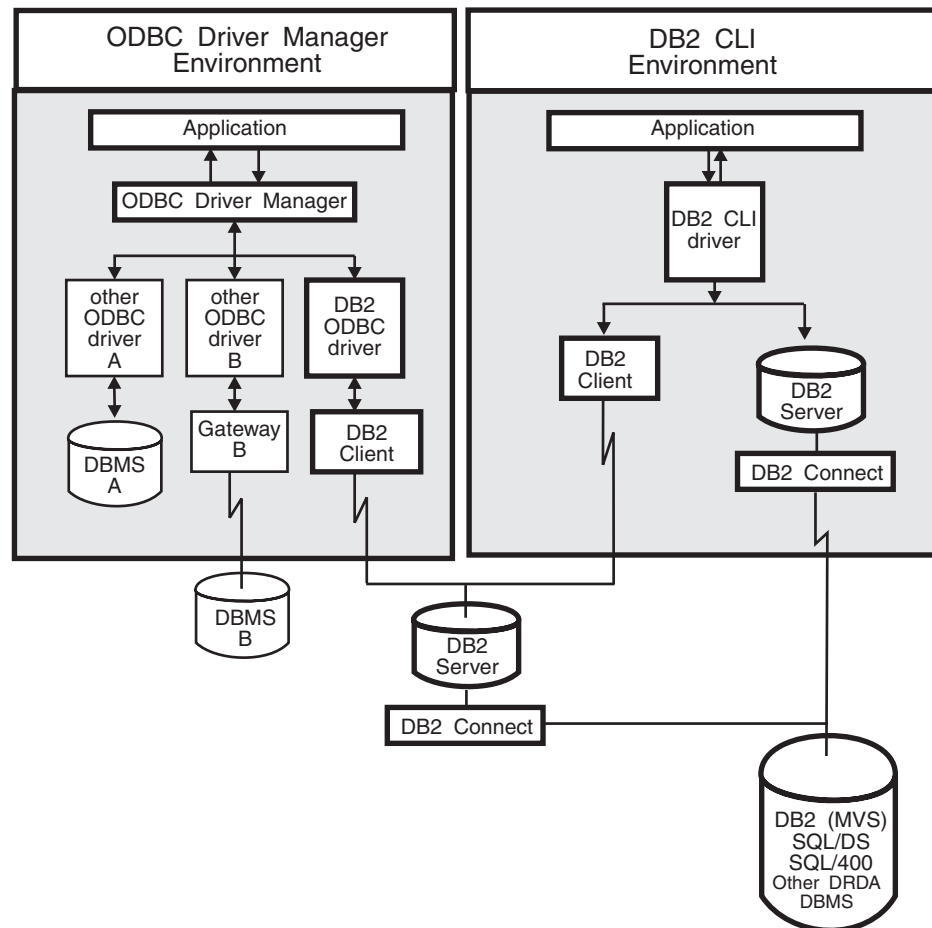 ODBC Driver Manager
Environment
DB2 CLI
Environment
Application
ODBC Driver Manager
other
ODBC
driver
A
other
ODBC
driver
B
DB2
ODBC
driver
DBMS
A
Gateway
B
DB2
Client
DBMS
B
Application
DB2 CLI
driver
DB2
Client
DB2
Server
DB2 Connect
DB2
Server
DB2 Connect
DB2 (MVS)
SQL/DS
SQL/400
Other DRDA
DBMS